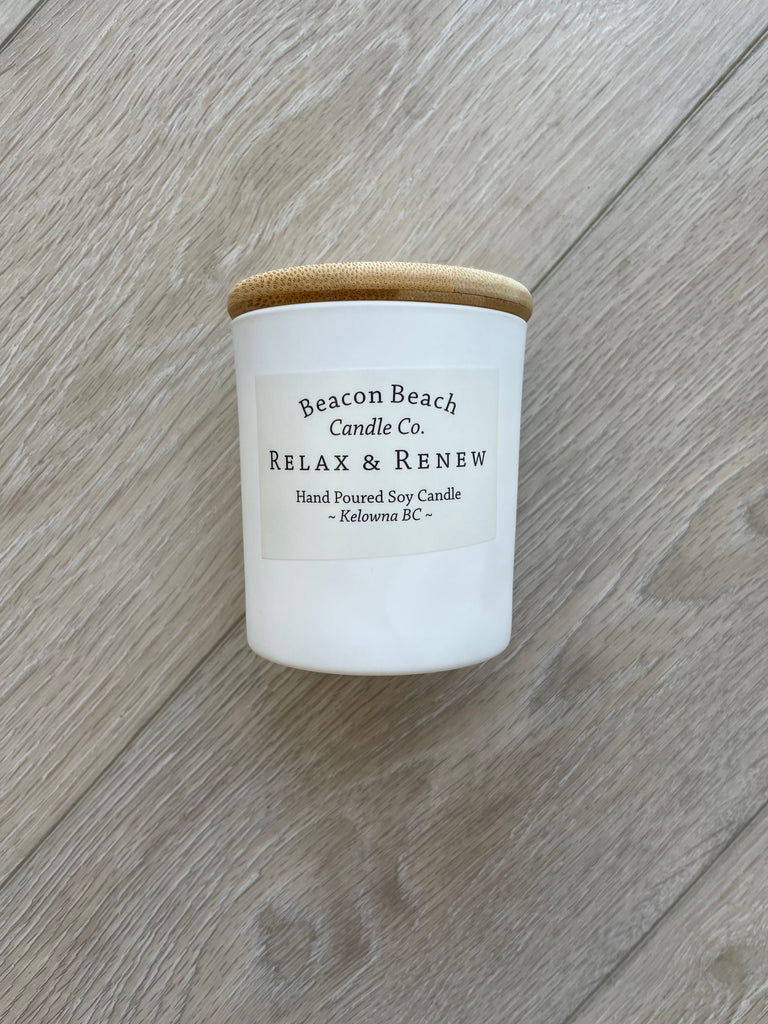 Beacon Beach
Candle Co.
RELAX & RENEW
Hand Poured Soy Candle
~ Kelowna BC ~